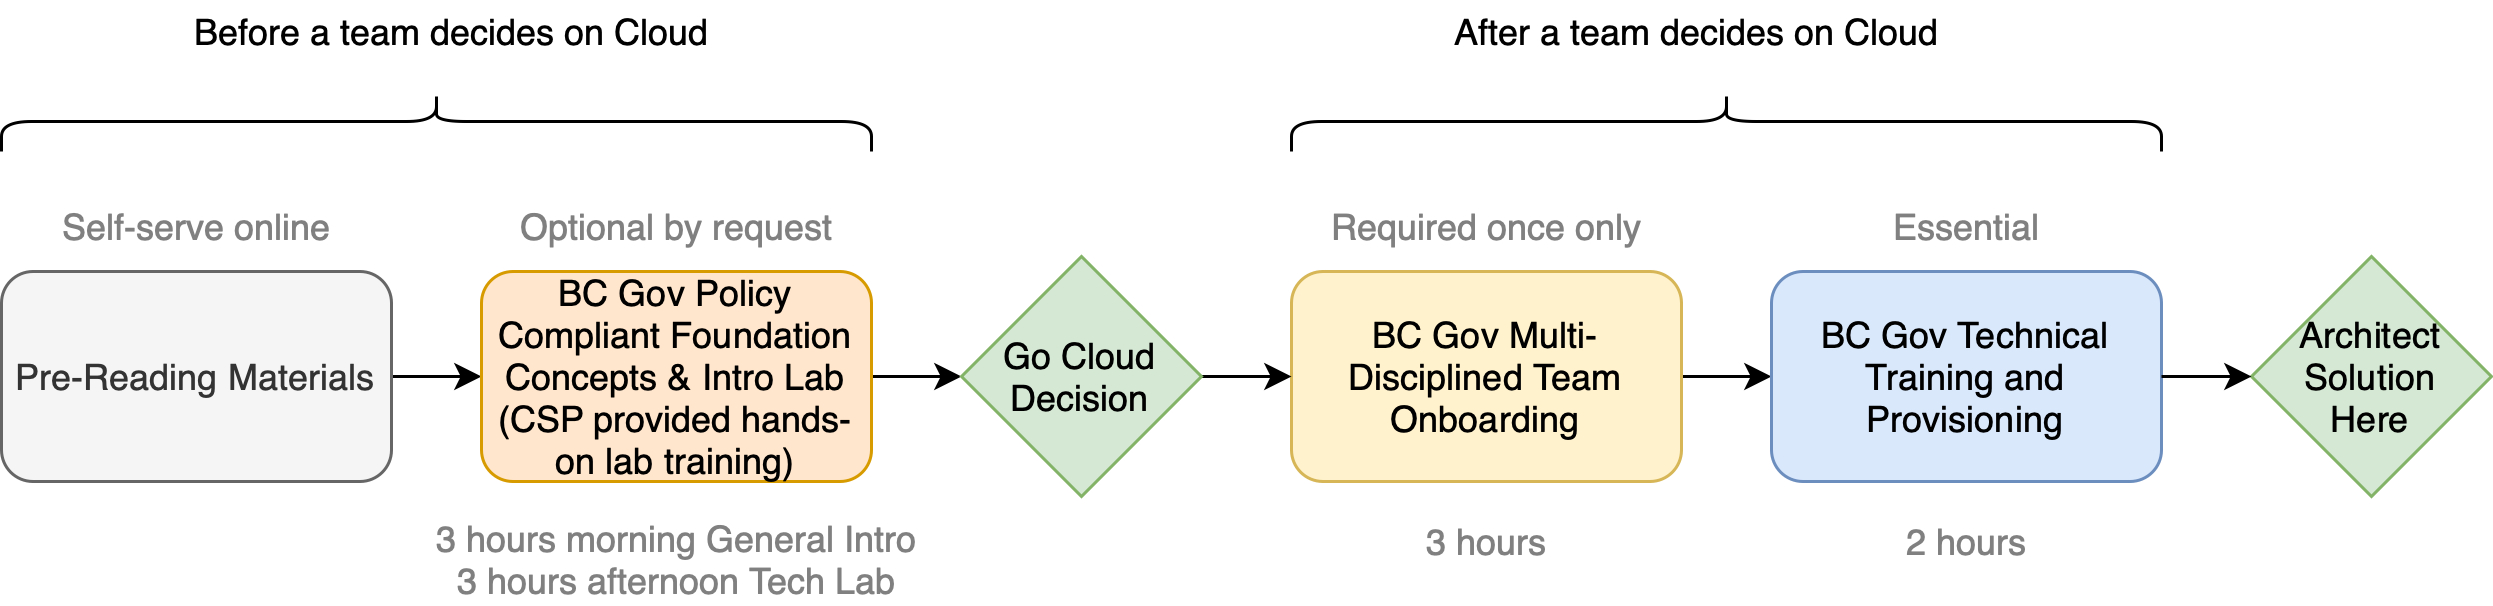 Before a team decides on Cloud
After a team decides on Cloud
Self-serve online
Optional by request
Required once only
Essential
Pre-Reading Materials
BC Gov Policy
Compliant Foundation
Concepts & Intro Lab
(CSP provided hands-
on lab training)
Go Cloud
Decision
BC Gov Multi-
Disciplined Team
Onboarding
BC Gov Technical
Training and
Provisioning
Architect
Solution
Here
3 hours morning General Intro
3 hours afternoon Tech Lab
3 hours
2 hours